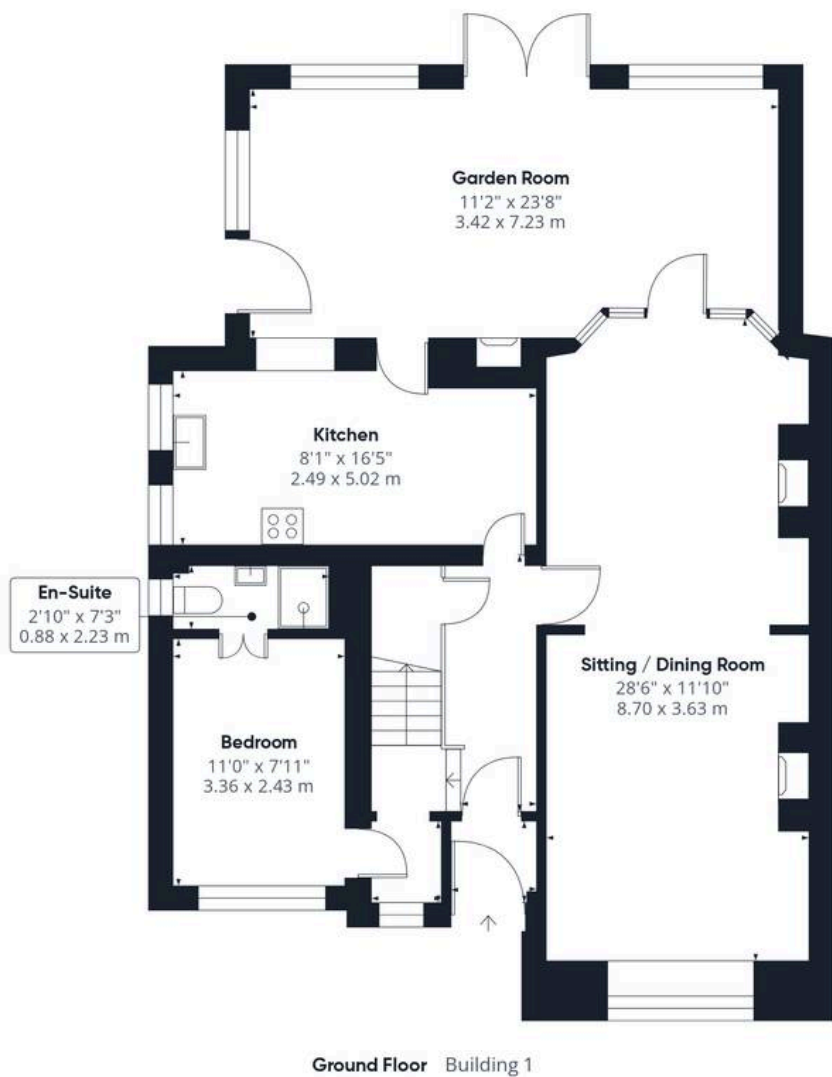 Garden Room
11'2" x 23'8"
3.42 x 7.23 m
Kitchen
8'1" x 16'5"
2.49 x 5.02 m
En-Suite
2'10" x 7'3"
0.88 x 2.23 m
Sitting / Dining Room
28'6" x 11'10"
8.70 x 3.63 m
Bedroom
11'0" x 7'11"
3.36 x 2.43 m
Ground Floor Building 1